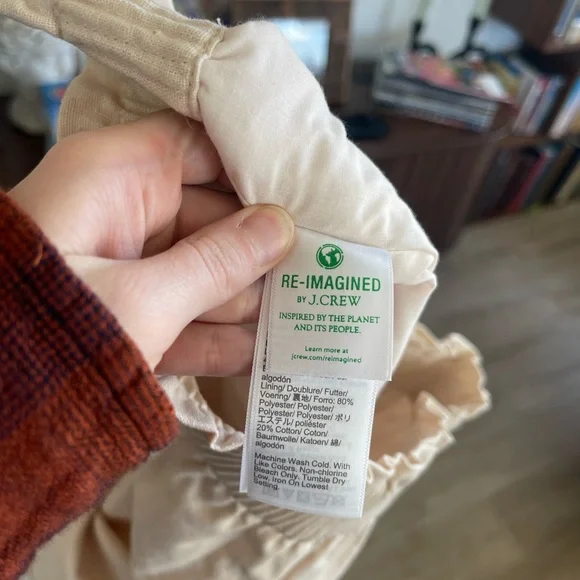 RE-IMAGINED
BY J.CREW
INSPIRED BY THE PLANET
AND ITS PEOPLE.
Learn more at
jcrew.com/reimagined
algodón
Lining/ Doublure/ Futter/
Voering/ 裏地/ Forro: 80%
Polyester/ Polyester/
Polyester/ Polyester/ ポリ
エステル/ poliéster
20% Cotton/ Coton/
Baumwolle/ Katoen/ 綿/
algodón
Machine Wash Cold. With
Like Colors. Non-chlorine
Bleach Only. Tumble Dry
Low. Iron On Lowest
Setting.